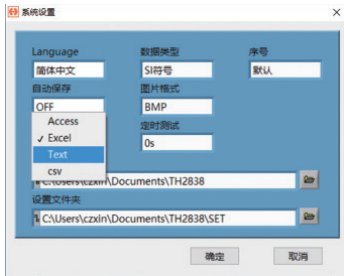 系统设置
Language
数据类型
序号
简体中文
SI符号
默认
自动保存
图片格式
OFF
BMP
Access
定时测试
✓ Excel
0s
Text
csv
C:\Users\czxin\Documents\TH2838
设置文件夹
C:\Users\czxin\Documents\TH2838\SET
确定
取消